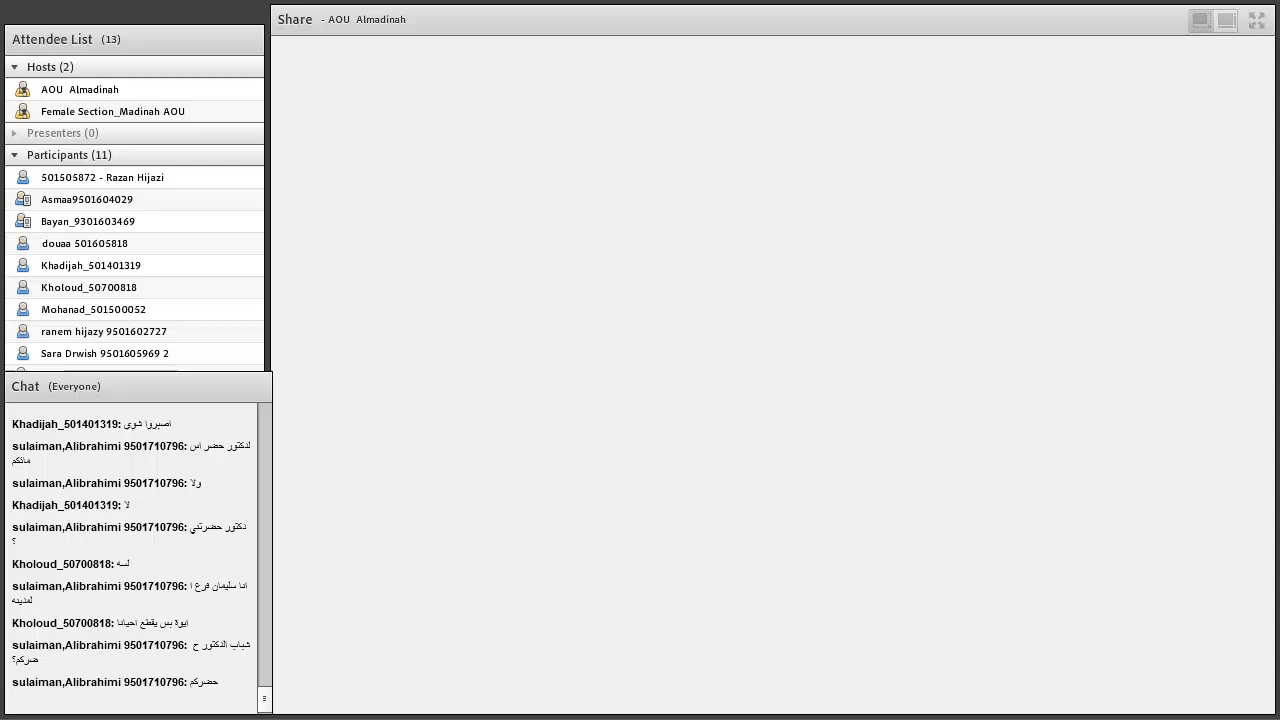 Attendee List (13)
Hosts (2)
AOU Almadinah
Female Section_Madinah AOU
Presenters (0)
Participants (11)
501505872 - Razan Hijazi
Asmaa9501604029
Bayan_9301603469
douaa 501605818
Khadijah_501401319
Kholoud_50700818
Mohanad_501500052
ranem hijazy 9501602727
Sara Drwish 9501605969 2
Chat (Everyone)
Khadijah_501401319: اصبروا شوي
sulaiman,Alibrahimi 9501710796: لدكتور حضر اس
مائكم
sulaiman,Alibrahimi 9501710796: ولا
Khadijah_501401319: لا
sulaiman,Alibrahimi 9501710796: دكتور حضرتني
؟
Kholoud_50700818: لسه
sulaiman,Alibrahimi 9501710796: انا سليمان فرع ا
لمدينه
Kholoud_50700818: ايوة بس يقطع احيانا
sulaiman,Alibrahimi 9501710796: شباب الدكتور ح
ضركم؟
sulaiman,Alibrahimi 9501710796: حضركم
Share - AOU Almadinah